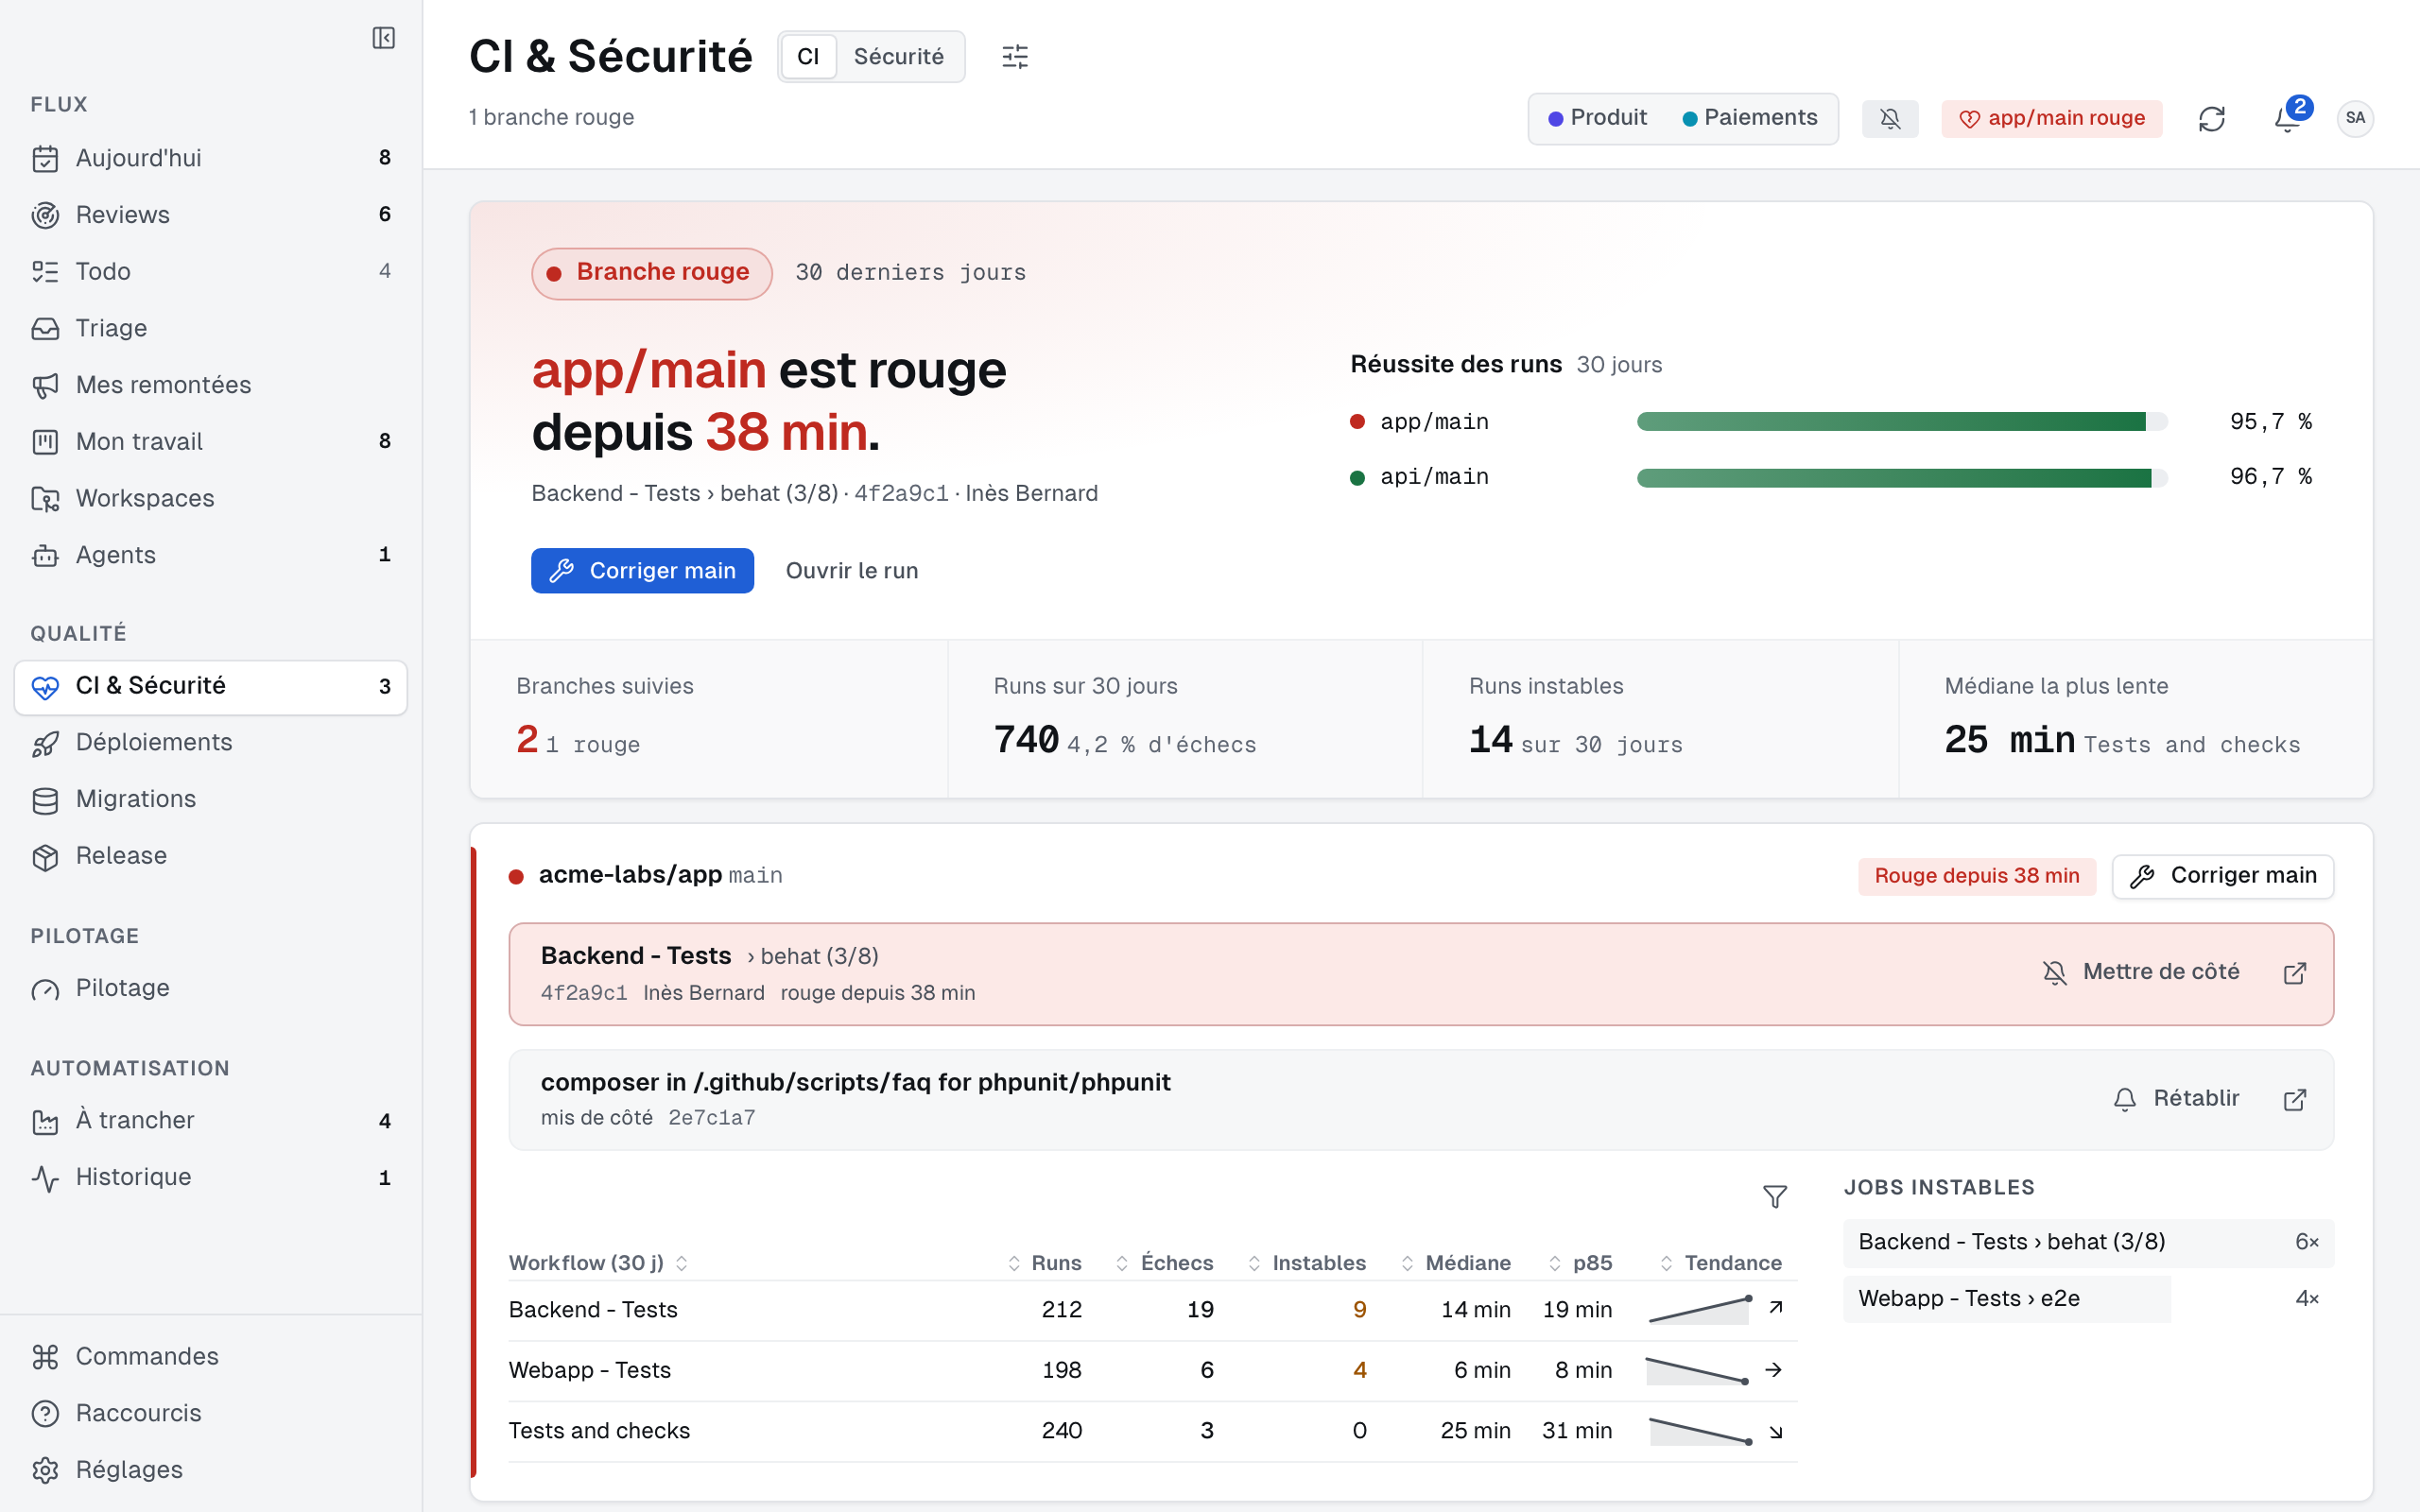 FLUX
Aujourd'hui 8
Reviews 6
Todo 4
Triage
Mes remontées
Mon travail 8
Workspaces
Agents 1
QUALITÉ
CI & Sécurité 3
Déploiements
Migrations
Release
PILOTAGE
Pilotage
AUTOMATISATION
À trancher 4
Historique 1
Commandes
Raccourcis
Réglages
CI & Sécurité CI Sécurité
1 branche rouge
Produit Paiements app/main rouge 2 SA
Branche rouge 30 derniers jours
app/main est rouge
depuis 38 min.
Backend - Tests › behat (3/8) · 4f2a9c1 · Inès Bernard
Corriger main Ouvrir le run
Réussite des runs 30 jours
app/main 95,7 %
api/main 96,7 %
Branches suivies
2 1 rouge
Runs sur 30 jours
740 4,2 % d'échecs
Runs instables
14 sur 30 jours
Médiane la plus lente
25 min Tests and checks
acme-labs/app main Rouge depuis 38 min Corriger main
Backend - Tests › behat (3/8)
4f2a9c1 Inès Bernard rouge depuis 38 min
Mettre de côté
composer in /.github/scripts/faq for phpunit/phpunit
mis de côté 2e7c1a7
Rétablir
Workflow (30 j) Runs Échecs Instables Médiane p85 Tendance
Backend - Tests 212 19 9 14 min 19 min
Webapp - Tests 198 6 4 6 min 8 min
Tests and checks 240 3 0 25 min 31 min
JOBS INSTABLES
Backend - Tests › behat (3/8) 6×
Webapp - Tests › e2e 4×